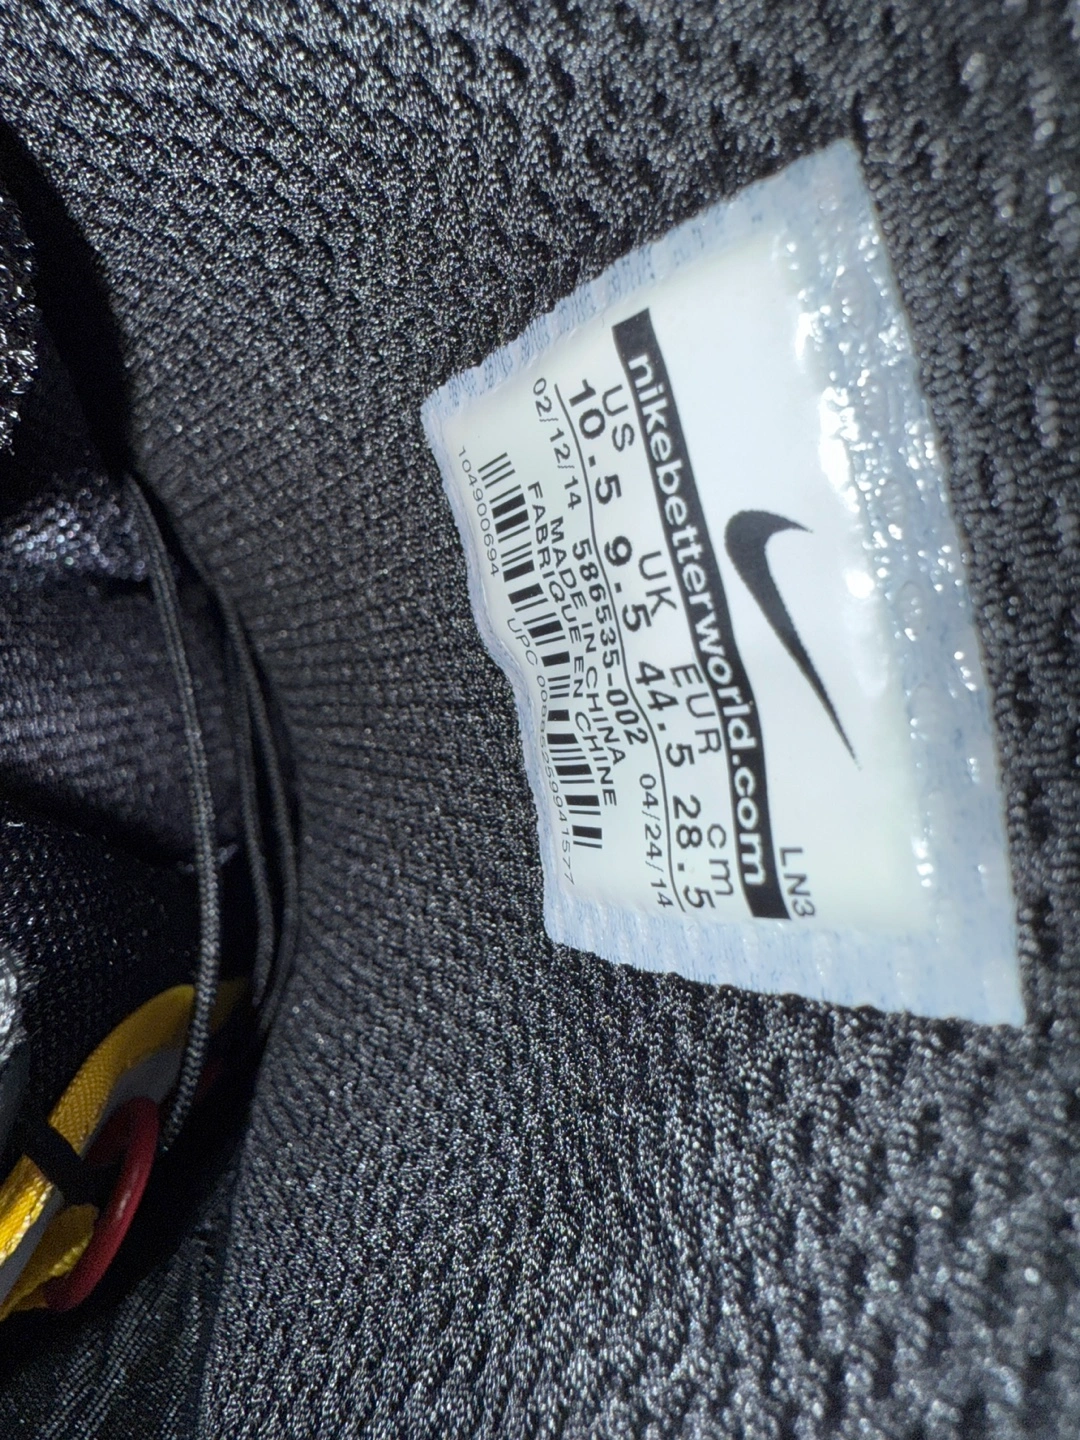 LN3
nikebetterworld.com
US UK EUR cm
10.5 9.5 44.5 28.5
02/12/14 586535-002 04/24/14
MADE IN CHINA
FABRIQUE EN CHINE
104900694 UPC